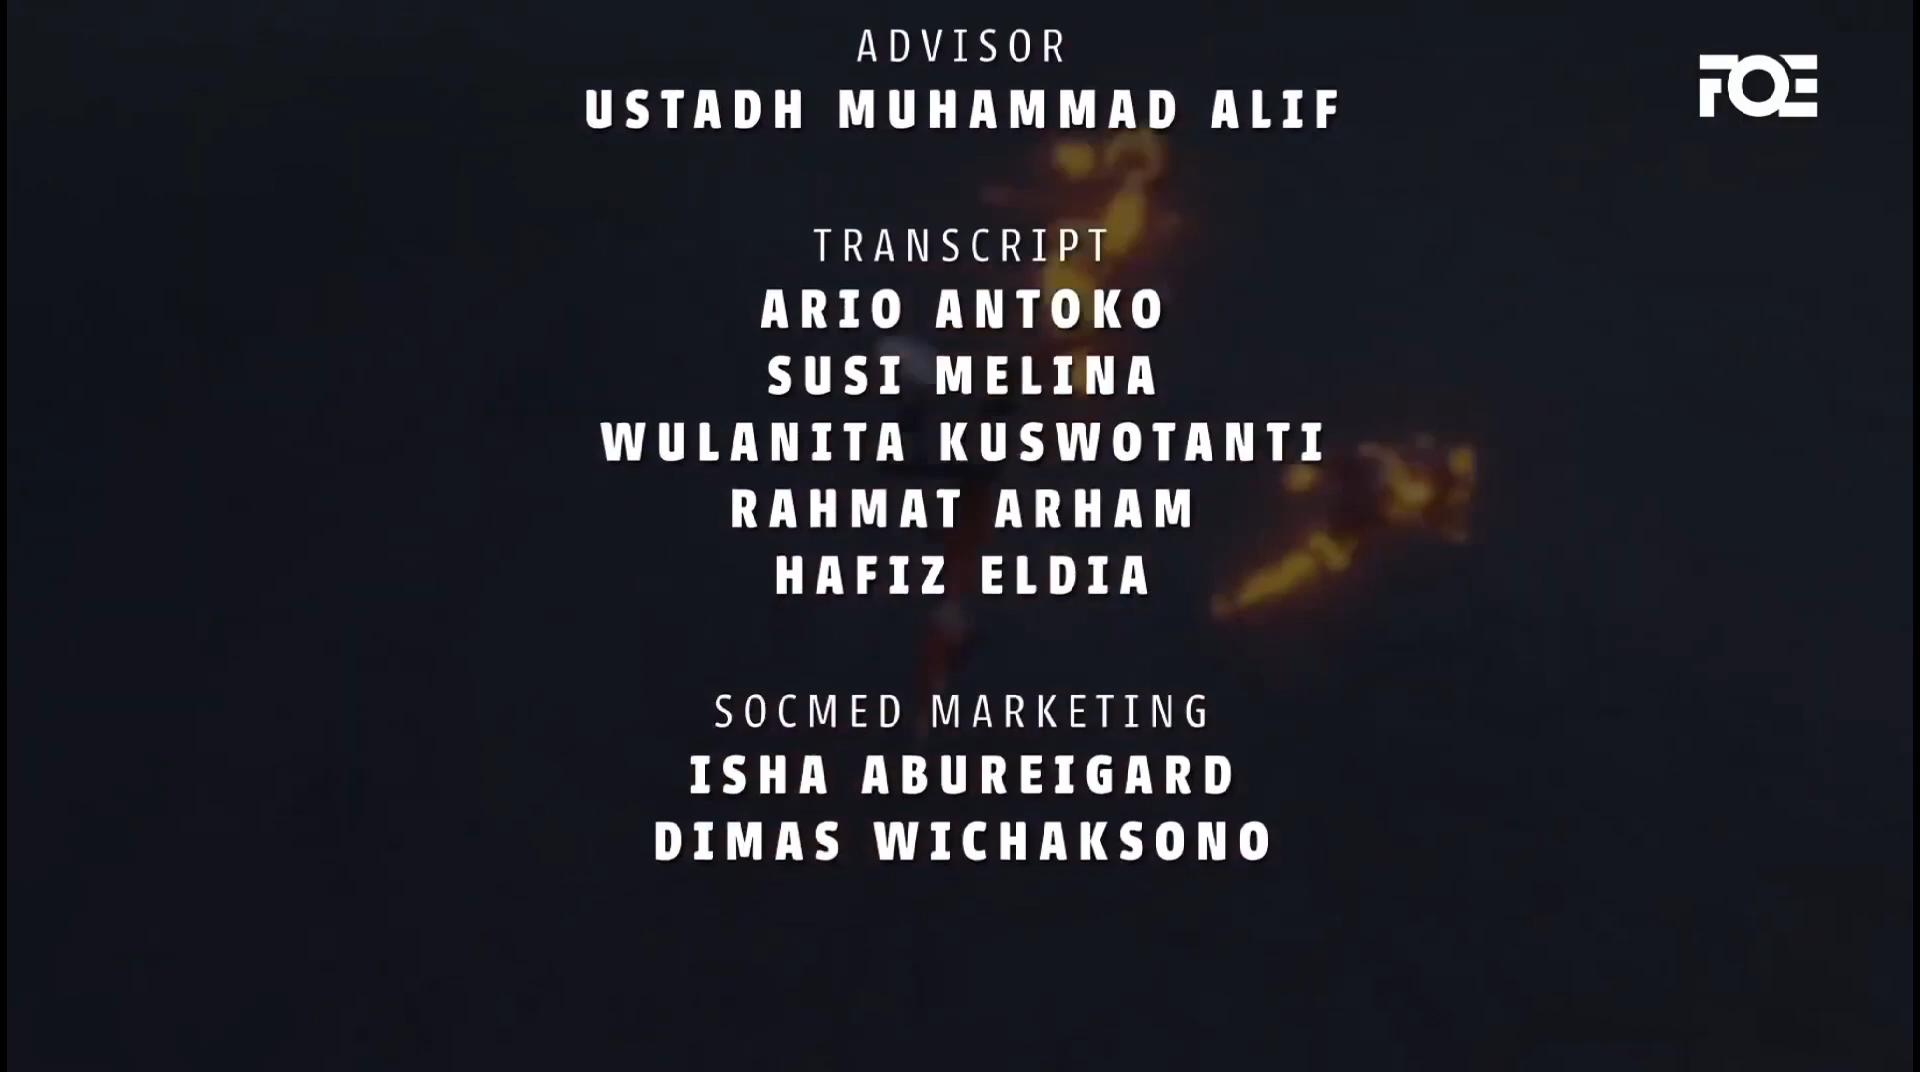 ADVISOR
USTADH MUHAMMAD ALIF
FOE
TRANSCRIPT
ARIO ANTOKO
SUSI MELINA
WULANITA KUSWOTANTI
RAHMAT ARHAM
HAFIZ ELDIA
SOCMED MARKETING
ISHA ABUREIGARD
DIMAS WICHAKSONO